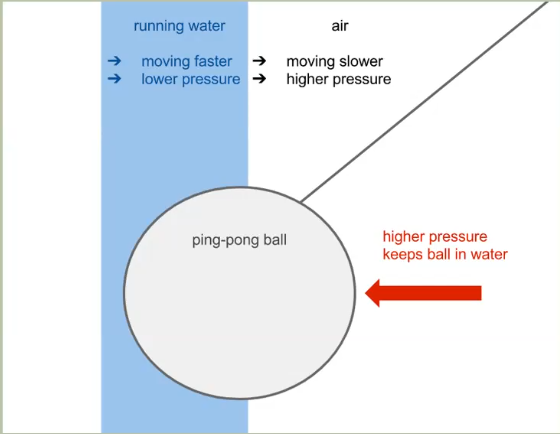 running water
air
➔ moving faster
➔ lower pressure
➔ moving slower
➔ higher pressure
ping-pong ball
higher pressure
keeps ball in water